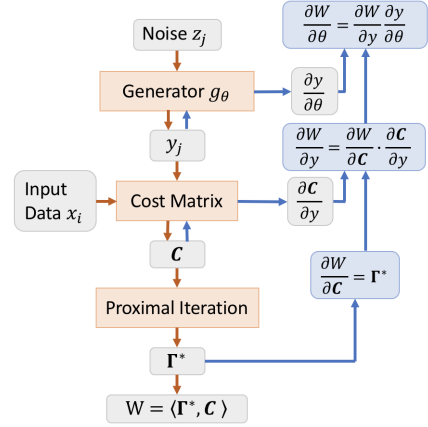 Noise z_j
Generator g_θ
y_j
Input
Data x_i
Cost Matrix
C
Proximal Iteration
Γ*
W = ⟨Γ*, C ⟩
∂y/∂θ
∂C/∂y
∂W/∂C = Γ*
∂W/∂y = ∂W/∂C · ∂C/∂y
∂W/∂θ = ∂W/∂y ∂y/∂θ